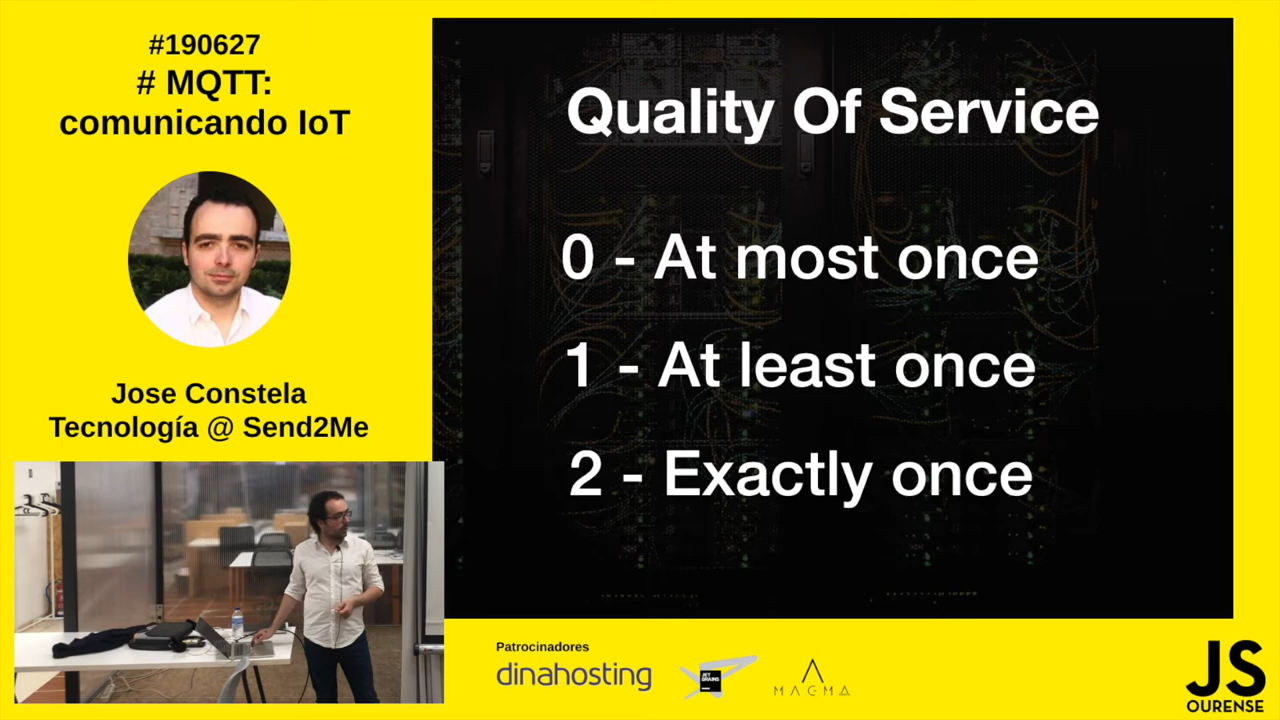 #190627
# MQTT:
comunicando IoT
Jose Constela
Tecnología @ Send2Me
Quality Of Service
0 - At most once
1 - At least once
2 - Exactly once
Patrocinadores
dinahosting
JET
BRAINS
MAGMA
JS
OURENSE